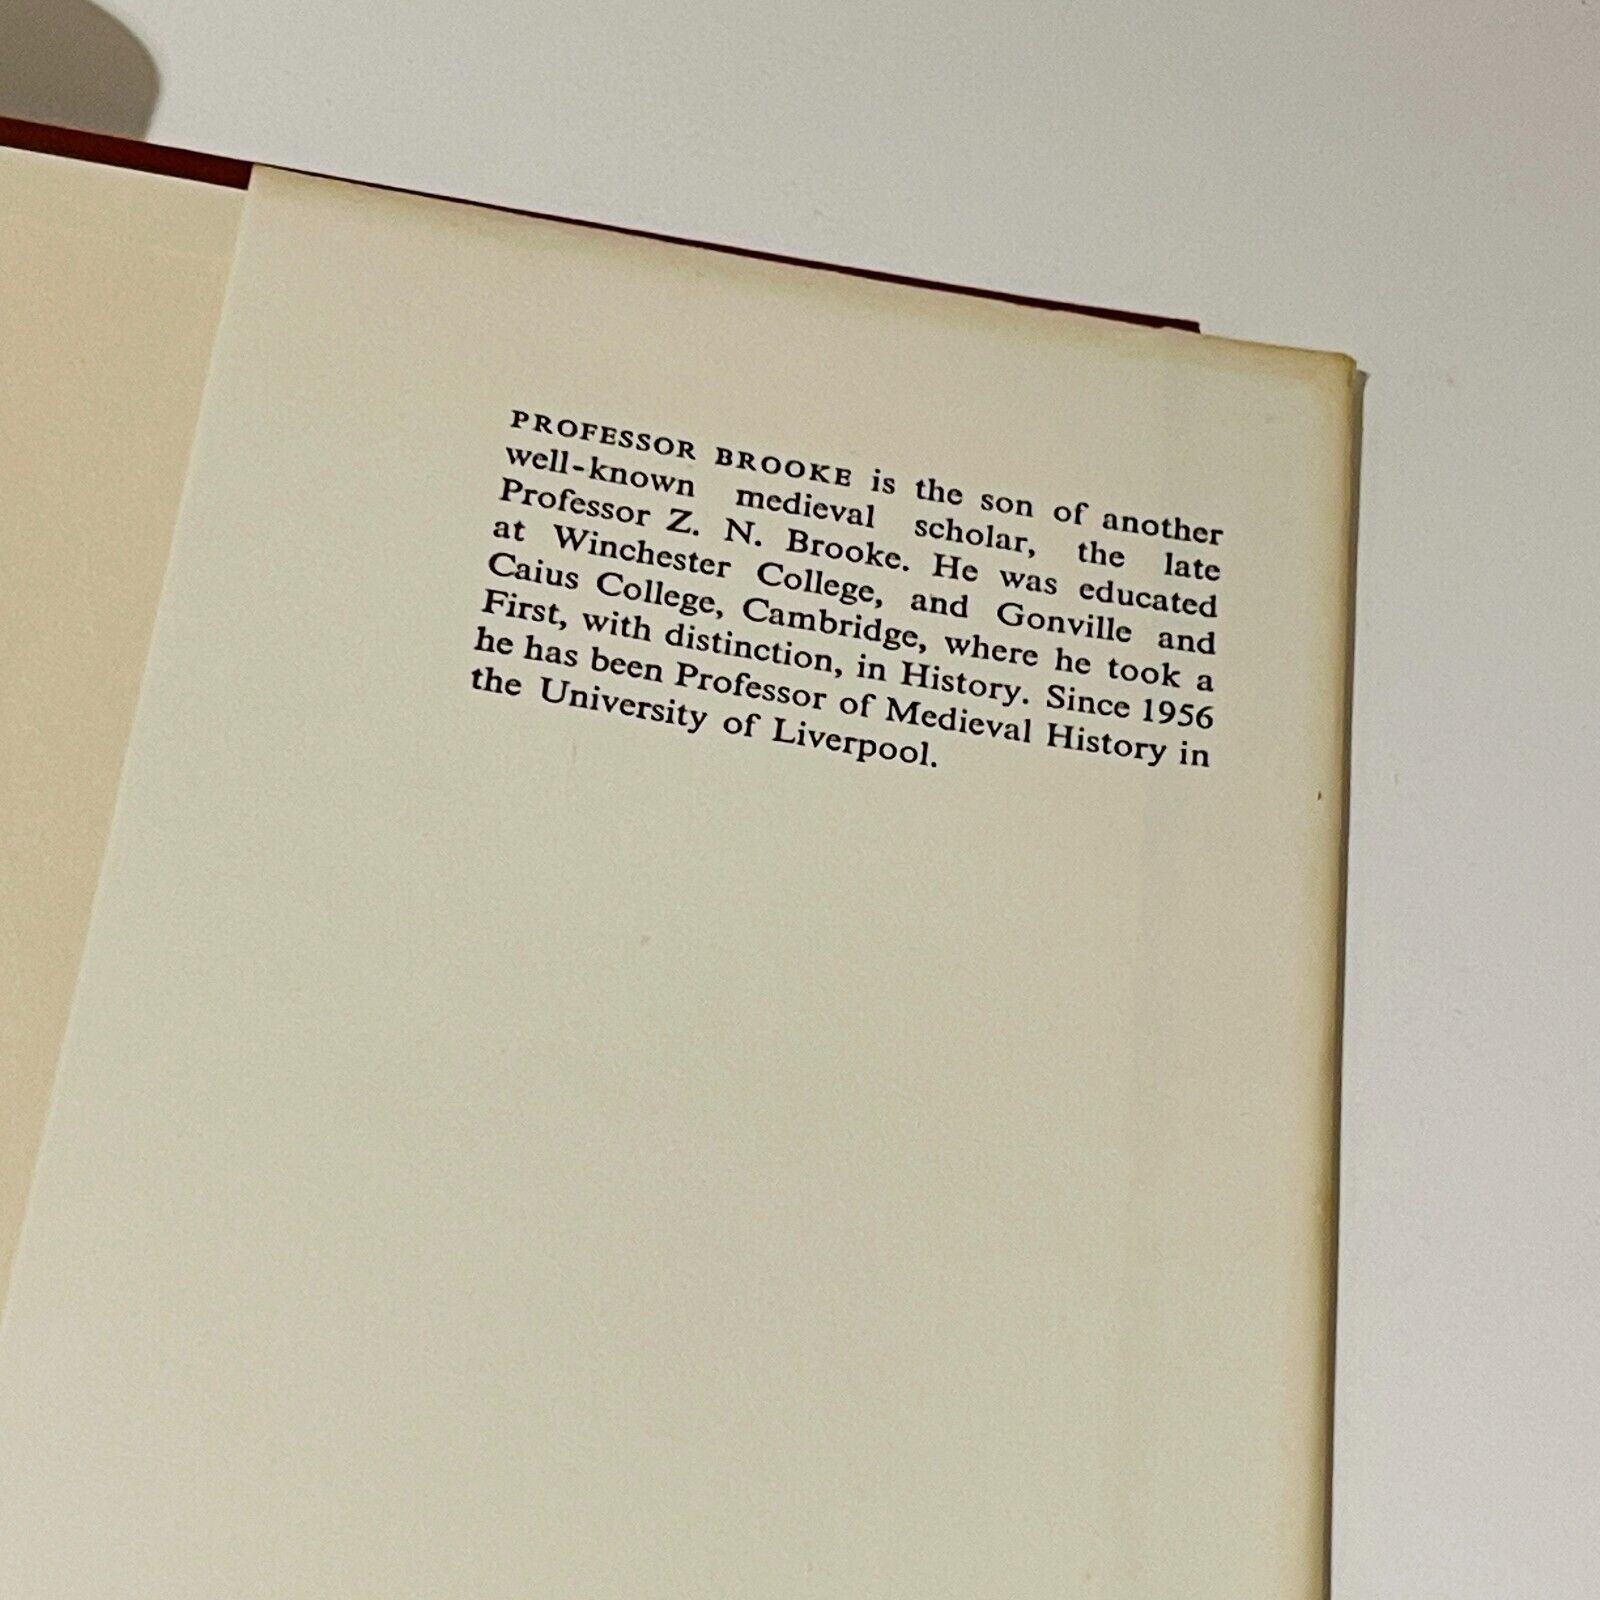 PROFESSOR BROOKE is the son of another
well-known medieval scholar, the late
Professor Z. N. Brooke. He was educated
at Winchester College, and Gonville and
Caius College, Cambridge, where he took a
First, with distinction, in History. Since 1956
he has been Professor of Medieval History in
the University of Liverpool.